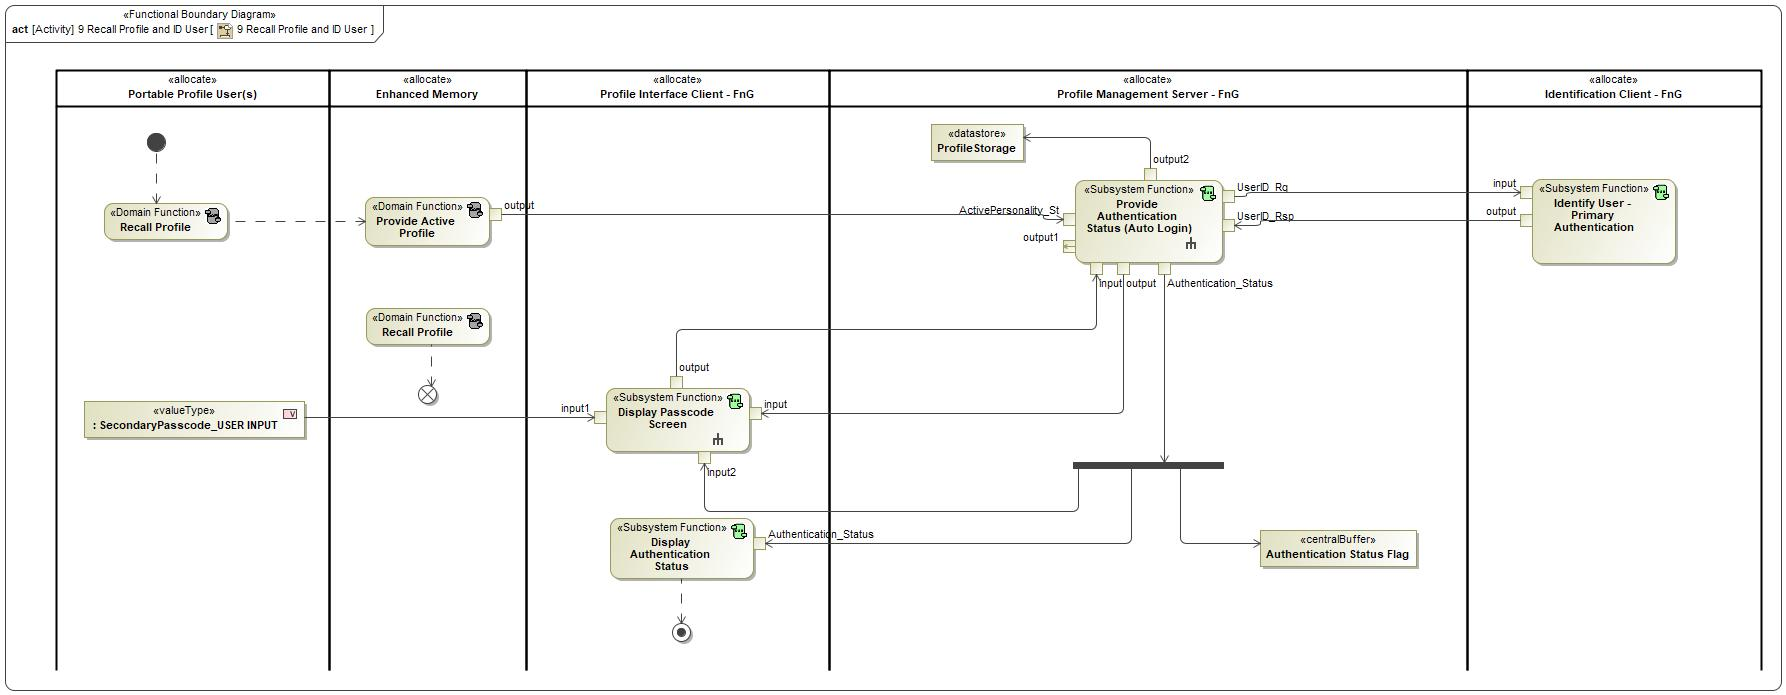 «Functional Boundary Diagram»
act [Activity] 9 Recall Profile and ID User [ 9 Recall Profile and ID User ]
«allocate»
Portable Profile User(s)
«allocate»
Enhanced Memory
«allocate»
Profile Interface Client - FnG
«allocate»
Profile Management Server - FnG
«allocate»
Identification Client - FnG
«datastore»
ProfileStorage
output2
«Domain Function»
Recall Profile
«Domain Function»
Provide Active
Profile
output
ActivePersonality_St
output1
«Subsystem Function»
Provide
Authentication
Status (Auto Login)
UserID_Rq
UserID_Rsp
input
output
«Subsystem Function»
Identify User -
Primary
Authentication
input
output
Authentication_Status
«Domain Function»
Recall Profile
output
«valueType»
: SecondaryPasscode_USER INPUT
V
input1
«Subsystem Function»
Display Passcode
Screen
input
input2
«Subsystem Function»
Display
Authentication
Status
Authentication_Status
«centralBuffer»
Authentication Status Flag